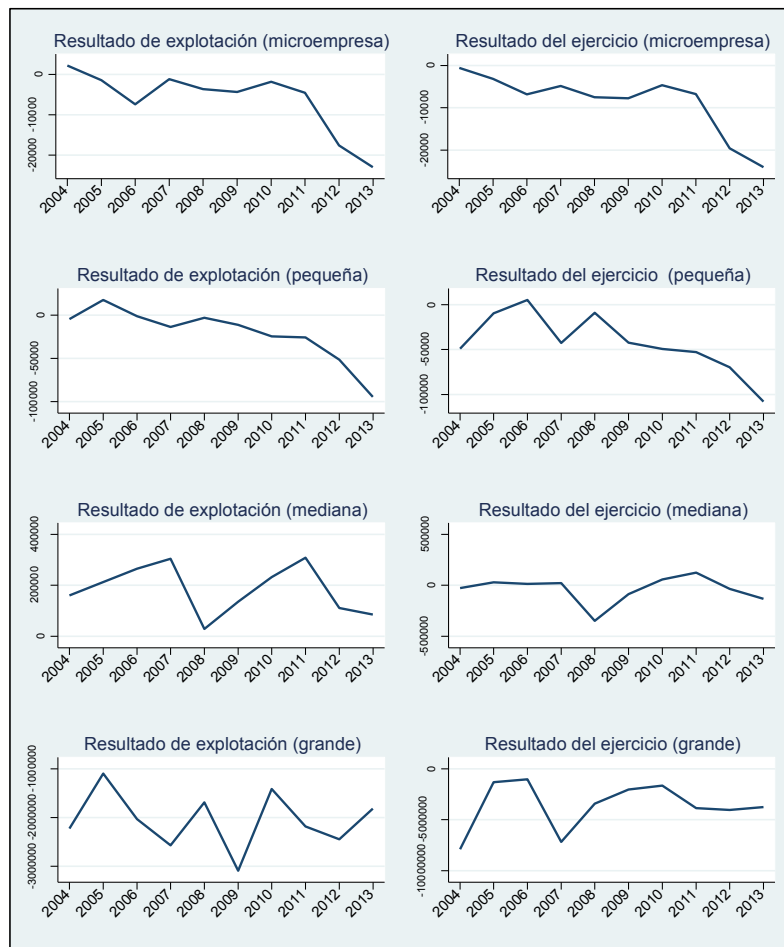 Resultado de explotación (microempresa)
0
-10000
-20000
2004 2005 2006 2007 2008 2009 2010 2011 2012 2013
Resultado del ejercicio (microempresa)
0
-10000
-20000
2004 2005 2006 2007 2008 2009 2010 2011 2012 2013
Resultado de explotación (pequeña)
0
-50000
-100000
2004 2005 2006 2007 2008 2009 2010 2011 2012 2013
Resultado del ejercicio (pequeña)
0
-50000
-100000
2004 2005 2006 2007 2008 2009 2010 2011 2012 2013
Resultado de explotación (mediana)
400000
200000
0
2004 2005 2006 2007 2008 2009 2010 2011 2012 2013
Resultado del ejercicio (mediana)
500000
0
-500000
2004 2005 2006 2007 2008 2009 2010 2011 2012 2013
Resultado de explotación (grande)
-1000000
-2000000
-3000000
2004 2005 2006 2007 2008 2009 2010 2011 2012 2013
Resultado del ejercicio (grande)
0
-5000000
-10000000
2004 2005 2006 2007 2008 2009 2010 2011 2012 2013